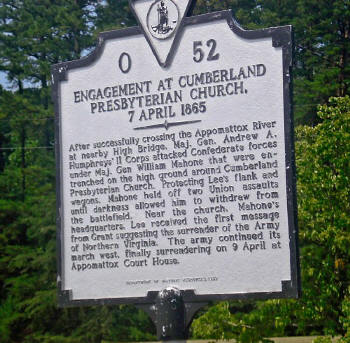 O 52
ENGAGEMENT AT CUMBERLAND
PRESBYTERIAN CHURCH,
7 APRIL 1865
After successfully crossing the Appomattox River
at nearby High Bridge, Maj. Gen. Andrew A.
Humphreys' II Corps attacked Confederate forces
under Maj. Gen William Mahone that were en-
trenched on the high ground around Cumberland
Presbyterian Church. Protecting Lee's flank and
wagons, Mahone held off two Union assaults
until darkness allowed him to withdraw from
the battlefield. Near the church, Mahone's
headquarters, Lee received the first message
from Grant suggesting the surrender of the Army
of Northern Virginia. The army continued its
march west, finally surrendering on 9 April at
Appomattox Court House.
DEPARTMENT OF HISTORIC RESOURCES